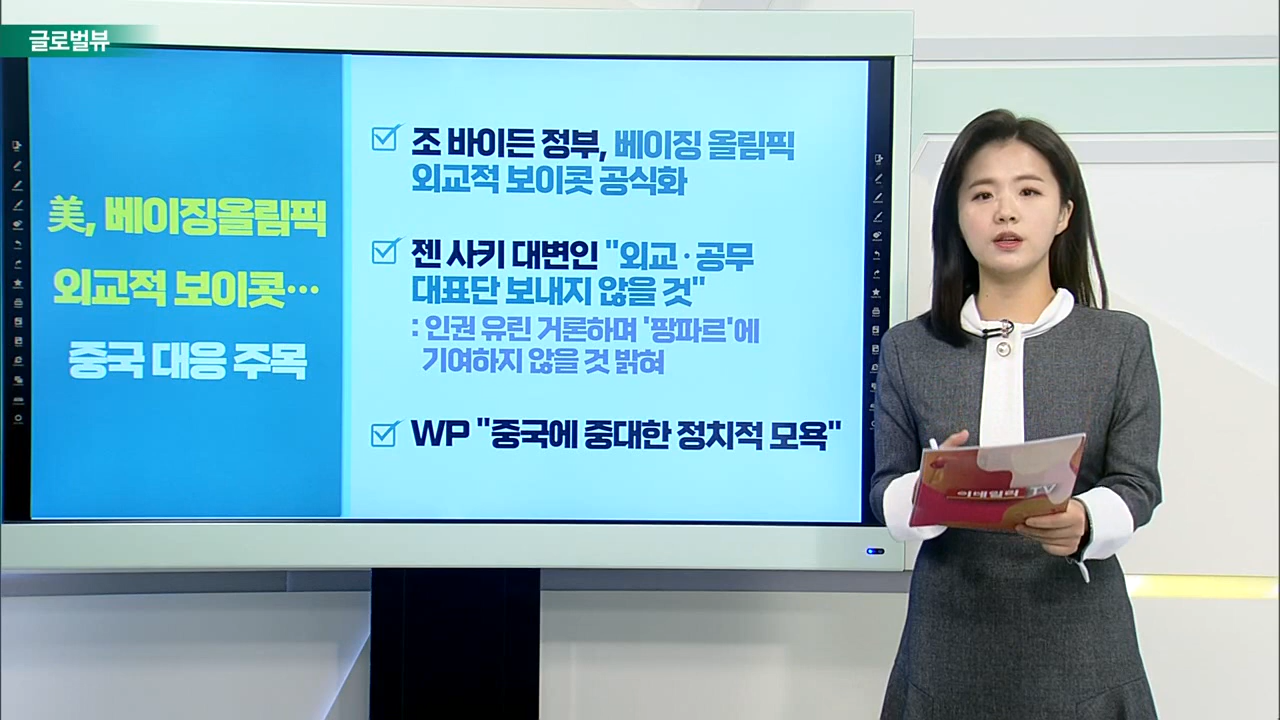 글로벌뷰
美, 베이징올림픽
외교적 보이콧…
중국 대응 주목
조 바이든 정부, 베이징 올림픽
외교적 보이콧 공식화
젠 사키 대변인 "외교·공무
대표단 보내지 않을 것"
: 인권 유린 거론하며 '팡파르'에
기여하지 않을 것 밝혀
WP "중국에 중대한 정치적 모욕"
이데일리 TV